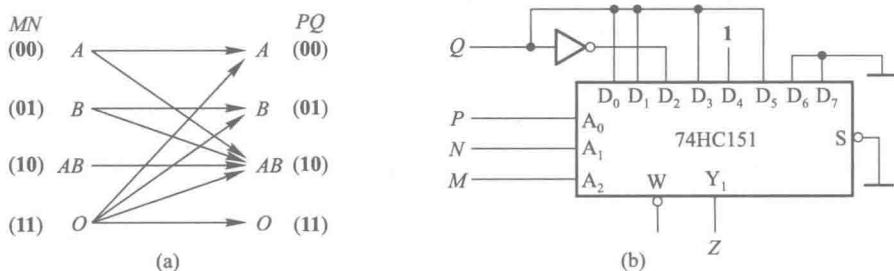 MN PQ
(00) A A (00)
(01) B B (01)
(10) AB AB (10)
(11) O O (11)
(a)
Q
1
D₀ D₁ D₂ D₃ D₄ D₅ D₆ D₇
P A₀
N A₁
M A₂
74HC151
S
W Y₁
Z
(b)